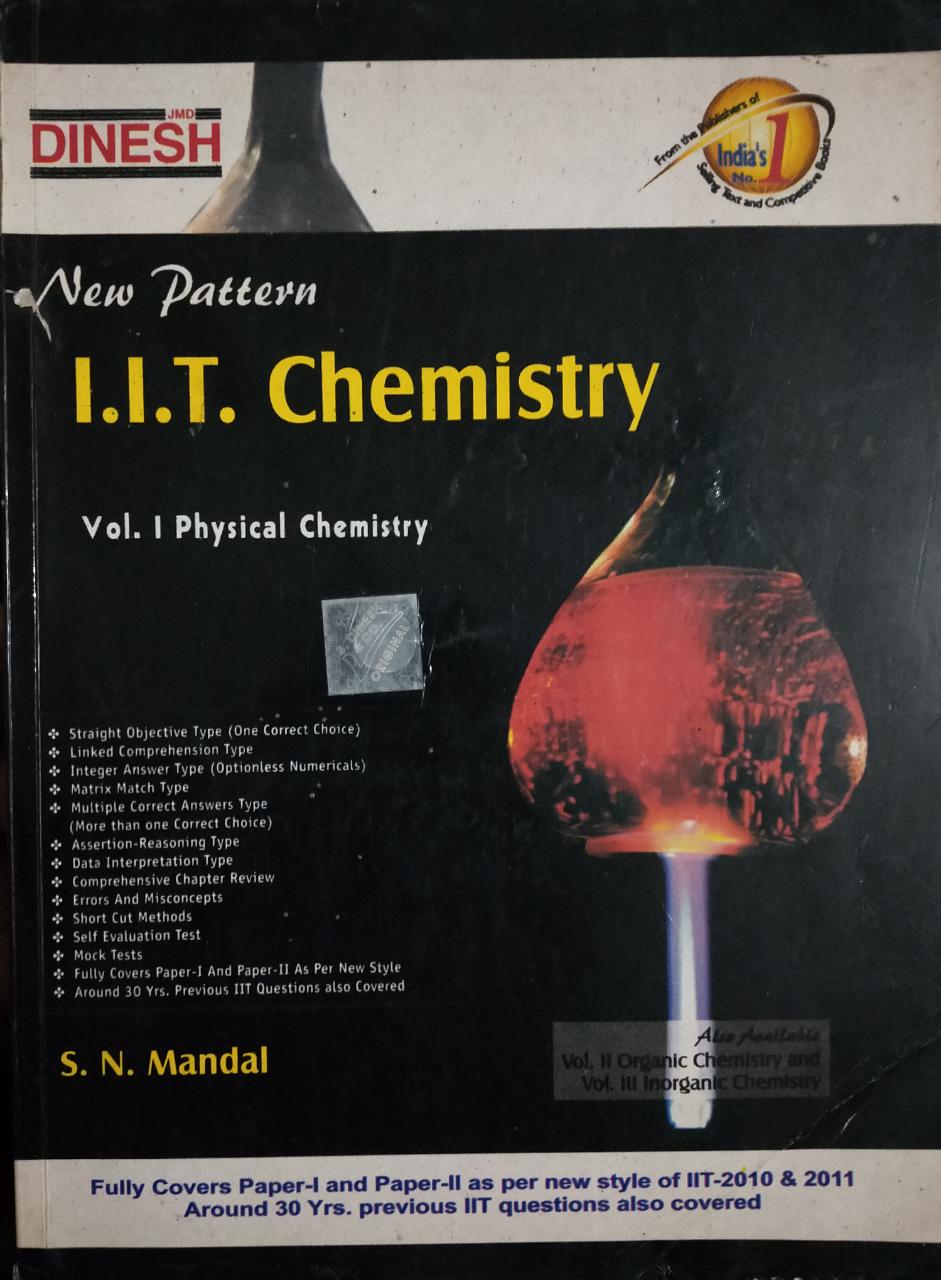 JMD
DINESH
From the Publishers of
India's
No. 1
Selling Text and Competitive Books
New Pattern
I.I.T. Chemistry
Vol. I Physical Chemistry
ORIGINAL
Straight Objective Type (One Correct Choice)
Linked Comprehension Type
Integer Answer Type (Optionless Numericals)
Matrix Match Type
Multiple Correct Answers Type
(More than one Correct Choice)
Assertion-Reasoning Type
Data Interpretation Type
Comprehensive Chapter Review
Errors And Misconcepts
Short Cut Methods
Self Evaluation Test
Mock Tests
Fully Covers Paper-I And Paper-II As Per New Style
Around 30 Yrs. Previous IIT Questions also Covered
S. N. Mandal
Also Available
Vol. II Organic Chemistry and
Vol. III Inorganic Chemistry
Fully Covers Paper-I and Paper-II as per new style of IIT-2010 & 2011
Around 30 Yrs. previous IIT questions also covered